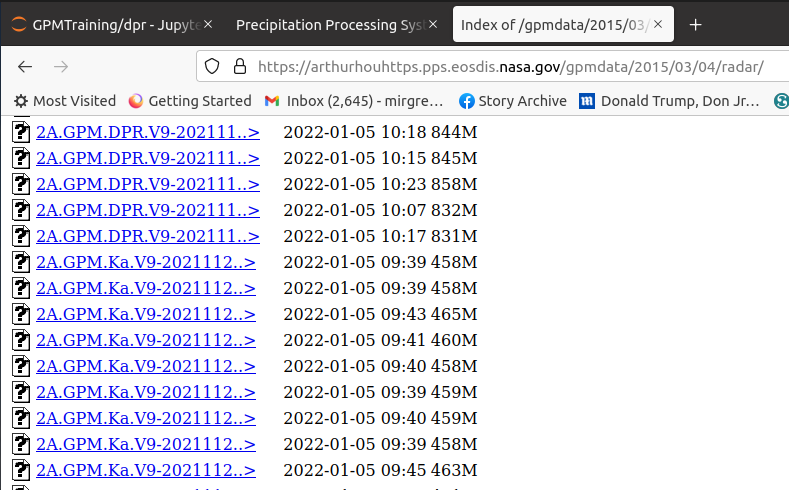 GPMTraining/dpr - Jupyte
Precipitation Processing Syst
Index of /gpmdata/2015/03/
https://arthurhouhttps.pps.eosdis.nasa.gov/gpmdata/2015/03/04/radar/
Most Visited
Getting Started
Inbox (2,645) - mirgre…
Story Archive
Donald Trump, Don Jr…
2A.GPM.DPR.V9-202111..> 2022-01-05 10:18 844M
2A.GPM.DPR.V9-202111..> 2022-01-05 10:15 845M
2A.GPM.DPR.V9-202111..> 2022-01-05 10:23 858M
2A.GPM.DPR.V9-202111..> 2022-01-05 10:07 832M
2A.GPM.DPR.V9-202111..> 2022-01-05 10:17 831M
2A.GPM.Ka.V9-2021112..> 2022-01-05 09:39 458M
2A.GPM.Ka.V9-2021112..> 2022-01-05 09:39 458M
2A.GPM.Ka.V9-2021112..> 2022-01-05 09:43 465M
2A.GPM.Ka.V9-2021112..> 2022-01-05 09:41 460M
2A.GPM.Ka.V9-2021112..> 2022-01-05 09:40 458M
2A.GPM.Ka.V9-2021112..> 2022-01-05 09:39 459M
2A.GPM.Ka.V9-2021112..> 2022-01-05 09:40 459M
2A.GPM.Ka.V9-2021112..> 2022-01-05 09:39 458M
2A.GPM.Ka.V9-2021112..> 2022-01-05 09:45 463M